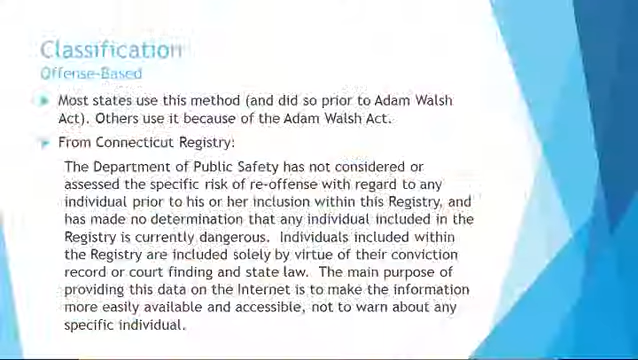 Classification
Offense-Based
Most states use this method (and did so prior to Adam Walsh
Act). Others use it because of the Adam Walsh Act.
From Connecticut Registry:
The Department of Public Safety has not considered or
assessed the specific risk of re-offense with regard to any
individual prior to his or her inclusion within this Registry, and
has made no determination that any individual included in the
Registry is currently dangerous. Individuals included within
the Registry are included solely by virtue of their conviction
record or court finding and state law. The main purpose of
providing this data on the Internet is to make the information
more easily available and accessible, not to warn about any
specific individual.